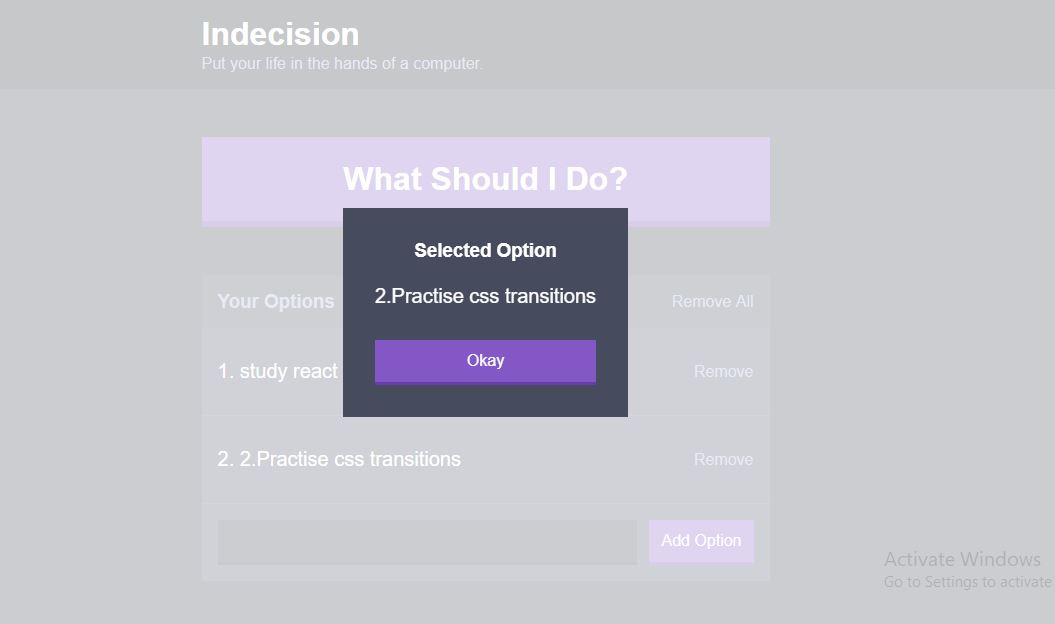 Indecision
Put your life in the hands of a computer.
What Should I Do?
Selected Option
2.Practise css transitions
Okay
Your Options
Remove All
1. study react
Remove
2. 2.Practise css transitions
Remove
Add Option
Activate Windows
Go to Settings to activate